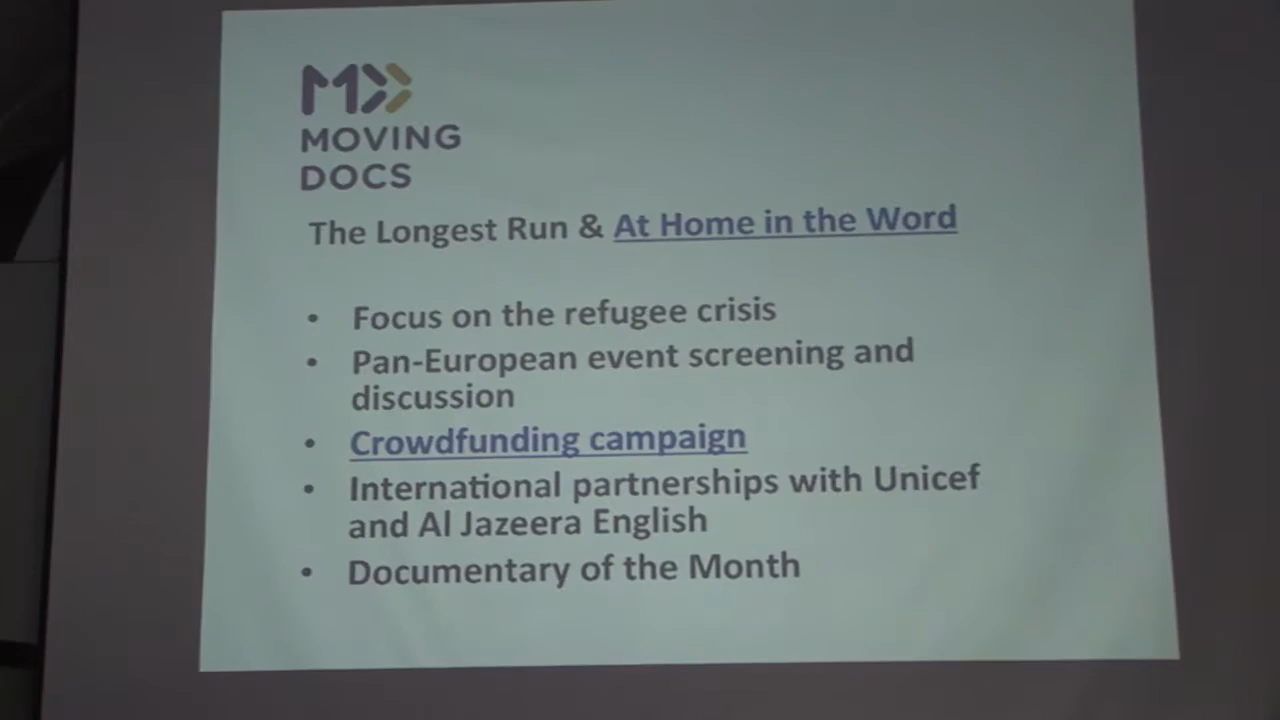 MOVING
DOCS
The Longest Run & At Home in the Word
• Focus on the refugee crisis
• Pan-European event screening and
discussion
• Crowdfunding campaign
• International partnerships with Unicef
and Al Jazeera English
• Documentary of the Month